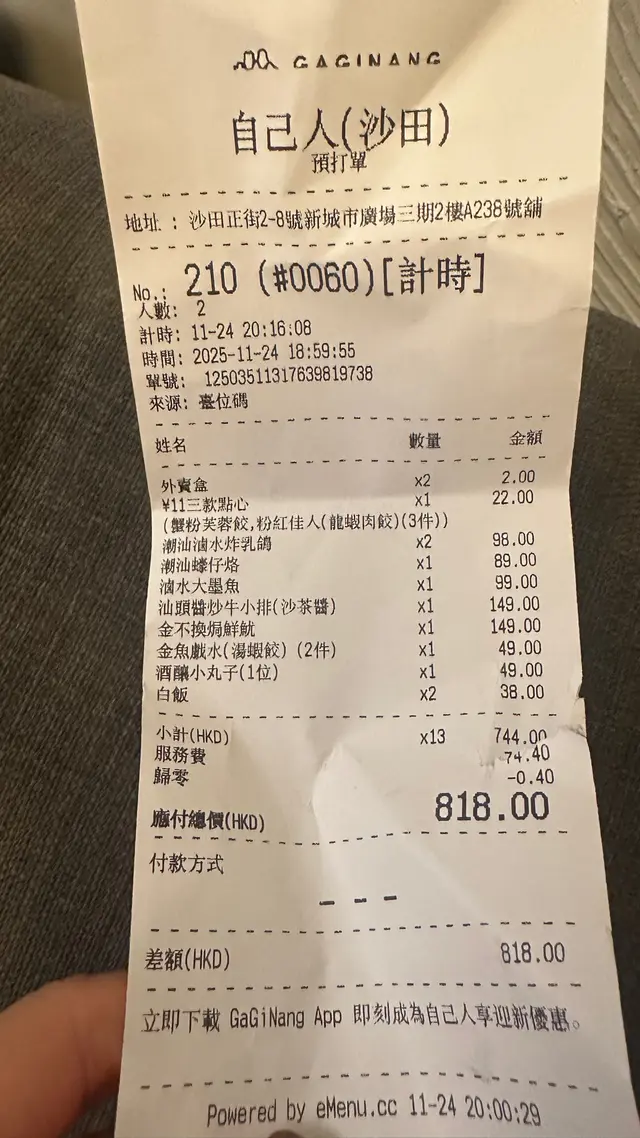 GAGINANG
自己人(沙田)
預打單
地址 : 沙田正街2-8號新城市廣場三期2樓A238號舖
No.: 210 (#0060)[計時]
人數: 2
計時: 11-24 20:16:08
時間: 2025-11-24 18:59:55
單號: 12503511317639819738
來源: 臺位碼
姓名 數量 金額
外賣盒 x2 2.00
¥11三款點心 x1 22.00
(蟹粉芙蓉餃,粉紅佳人(龍蝦肉餃)(3件))
潮汕滷水炸乳鴿 x2 98.00
潮汕蠔仔烙 x1 89.00
滷水大墨魚 x1 99.00
汕頭醬炒牛小排(沙茶醬) x1 149.00
金不換焗鮮魷 x1 149.00
金魚戲水(湯蝦餃) (2件) x1 49.00
酒釀小丸子(1位) x1 49.00
白飯 x2 38.00
小計(HKD) x13 744.00
服務費 74.40
歸零 -0.40
應付總價(HKD) 818.00
付款方式
---
差額(HKD) 818.00
立即下載 GaGiNang App 即刻成為自己人享迎新優惠。
Powered by eMenu.cc 11-24 20:00:29